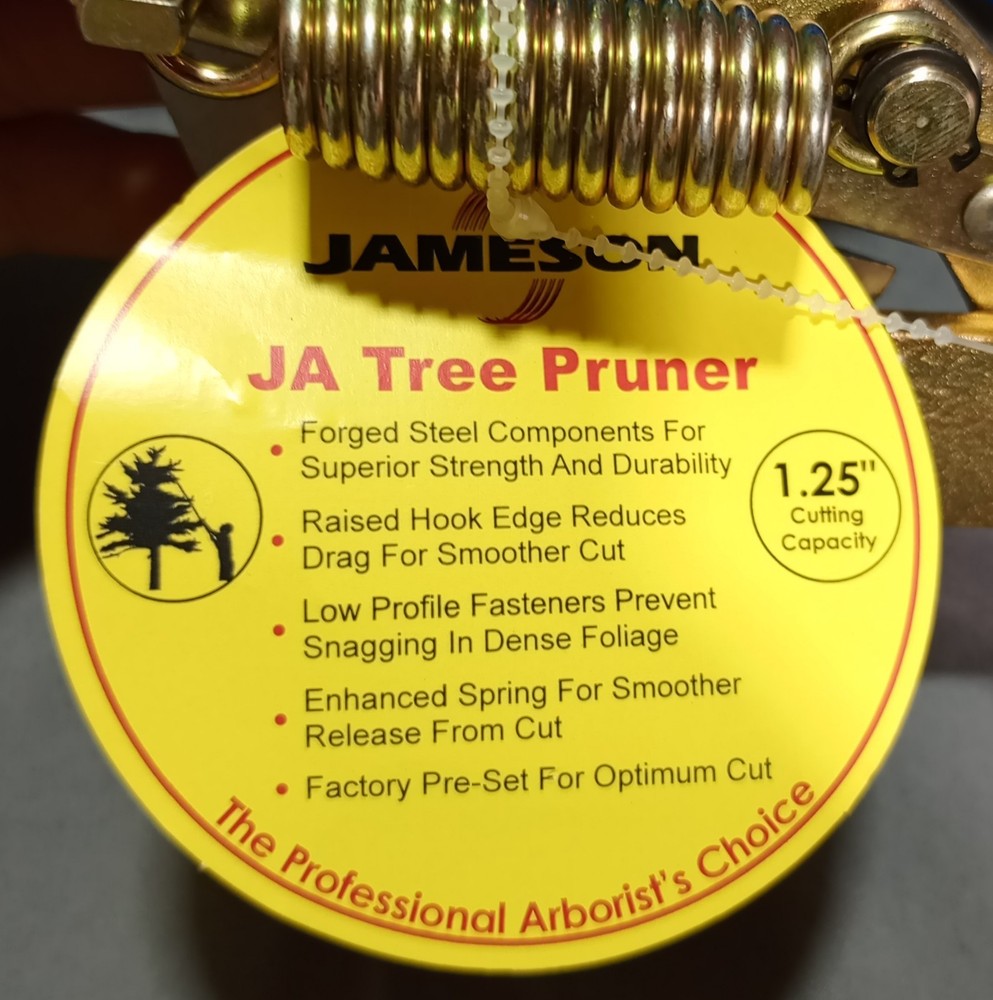 JAMESON
JA Tree Pruner
• Forged Steel Components For
Superior Strength And Durability
• Raised Hook Edge Reduces
Drag For Smoother Cut
• Low Profile Fasteners Prevent
Snagging In Dense Foliage
• Enhanced Spring For Smoother
Release From Cut
• Factory Pre-Set For Optimum Cut
1.25"
Cutting
Capacity
The Professional Arborist's Choice